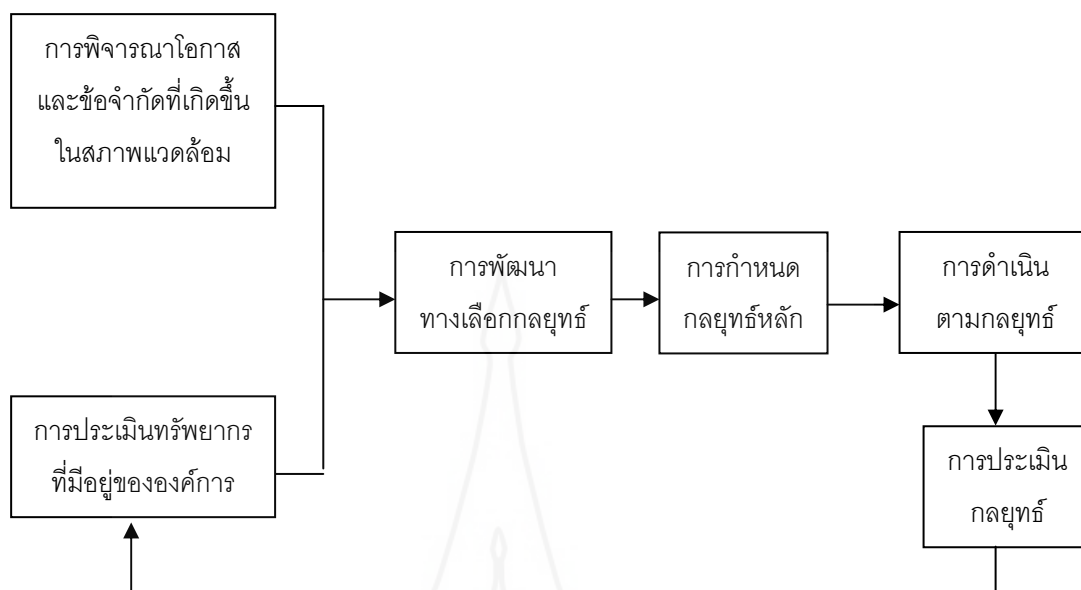 การพิจารณาโอกาส
และข้อจำกัดที่เกิดขึ้น
ในสภาพแวดล้อม
การประเมินทรัพยากร
ที่มีอยู่ขององค์การ
การพัฒนา
ทางเลือกกลยุทธ์
การกำหนด
กลยุทธ์หลัก
การดำเนิน
ตามกลยุทธ์
การประเมิน
กลยุทธ์